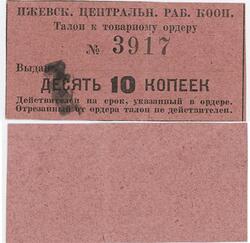 ИЖЕВСК. ЦЕНТРАЛЬН. РАБ. КООП.
Талон к товарному ордеру
№ 3917
Выдан
ДЕСЯТЬ 10 КОПЕЕК
Действителен на срок, указанный в ордере.
Отрезанный от ордера талон не действителен.